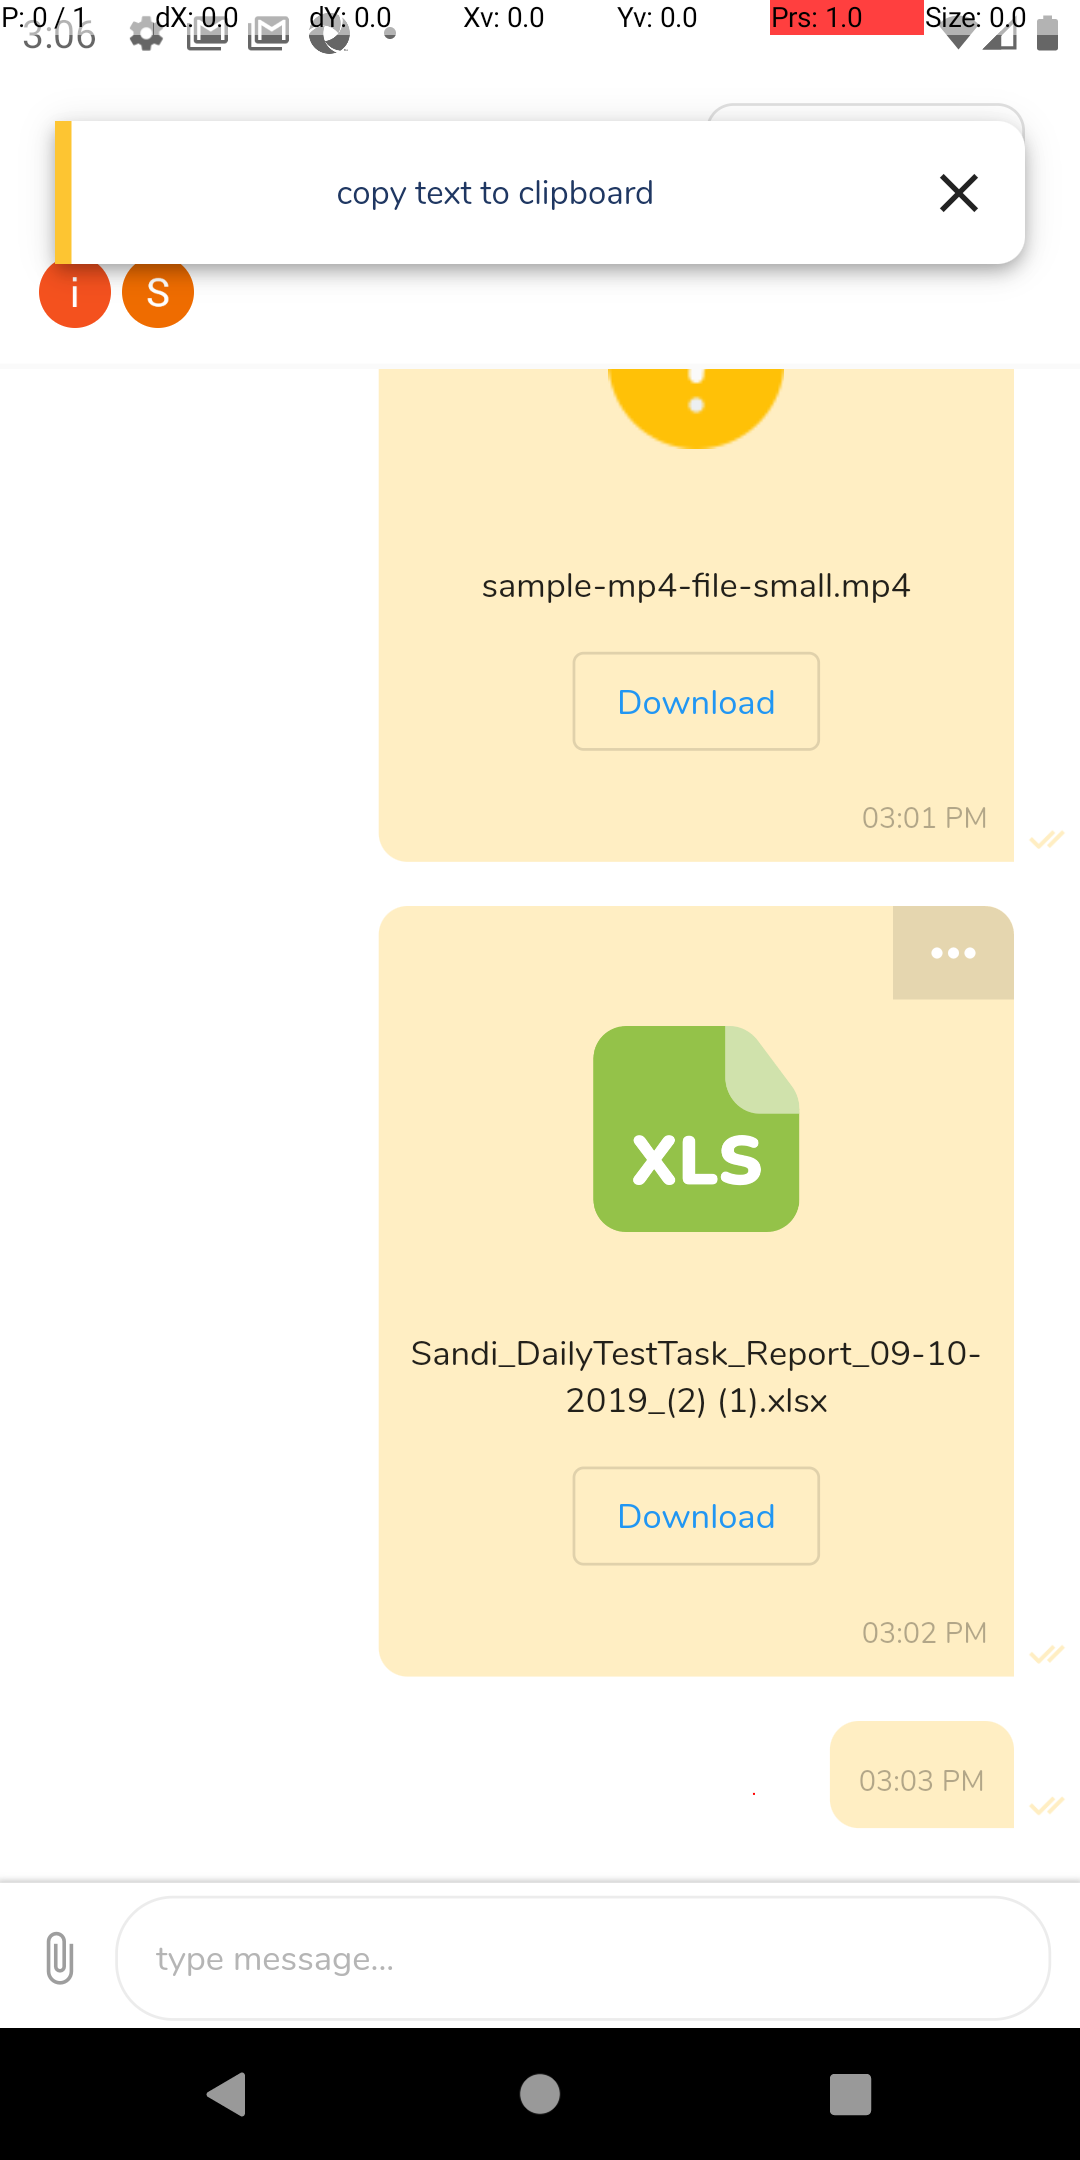 P: 0 / 1 dX: 0.0 dY: 0.0 Xv: 0.0 Yv: 0.0 Prs: 1.0 Size: 0.0
3:06
copy text to clipboard
i S
sample-mp4-file-small.mp4
Download
03:01 PM
XLS
Sandi_DailyTestTask_Report_09-10-
2019_(2) (1).xlsx
Download
03:02 PM
03:03 PM
type message...